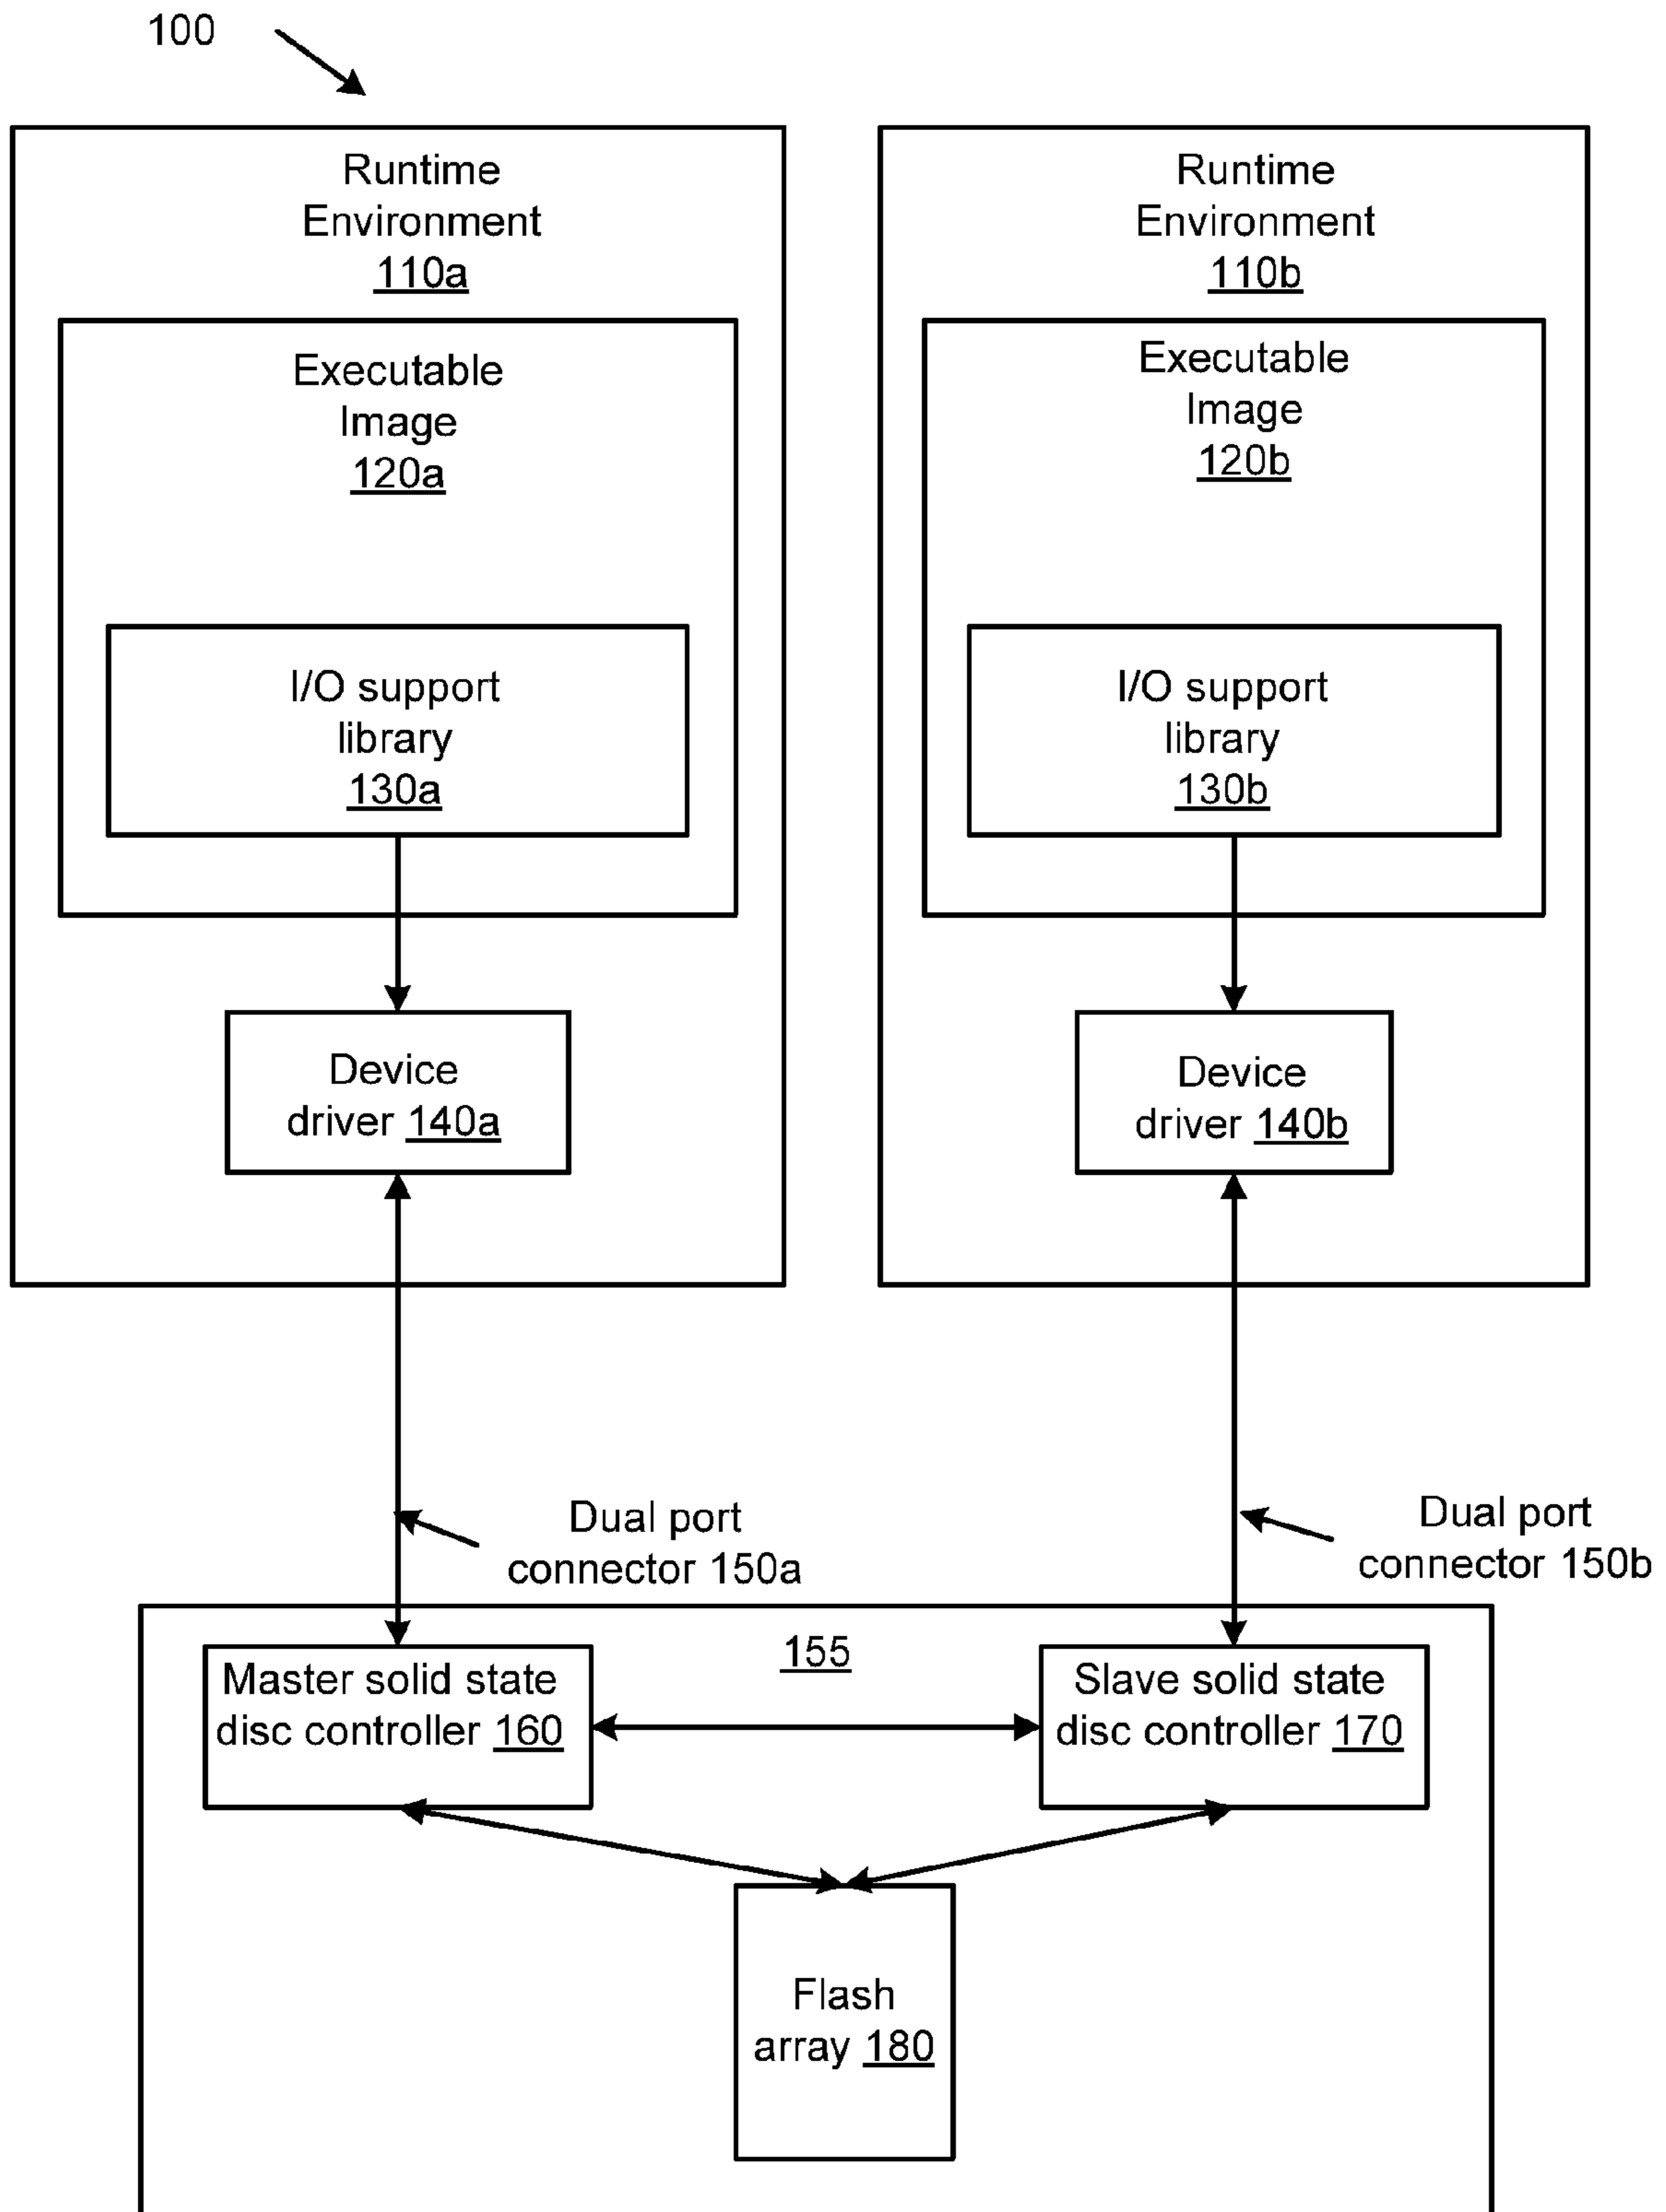 100
Runtime
Environment
110a
Executable
Image
120a
I/O support
library
130a
Device
driver 140a
Runtime
Environment
110b
Executable
Image
120b
I/O support
library
130b
Device
driver 140b
Dual port
connector 150a
Dual port
connector 150b
155
Master solid state
disc controller 160
Slave solid state
disc controller 170
Flash
array 180